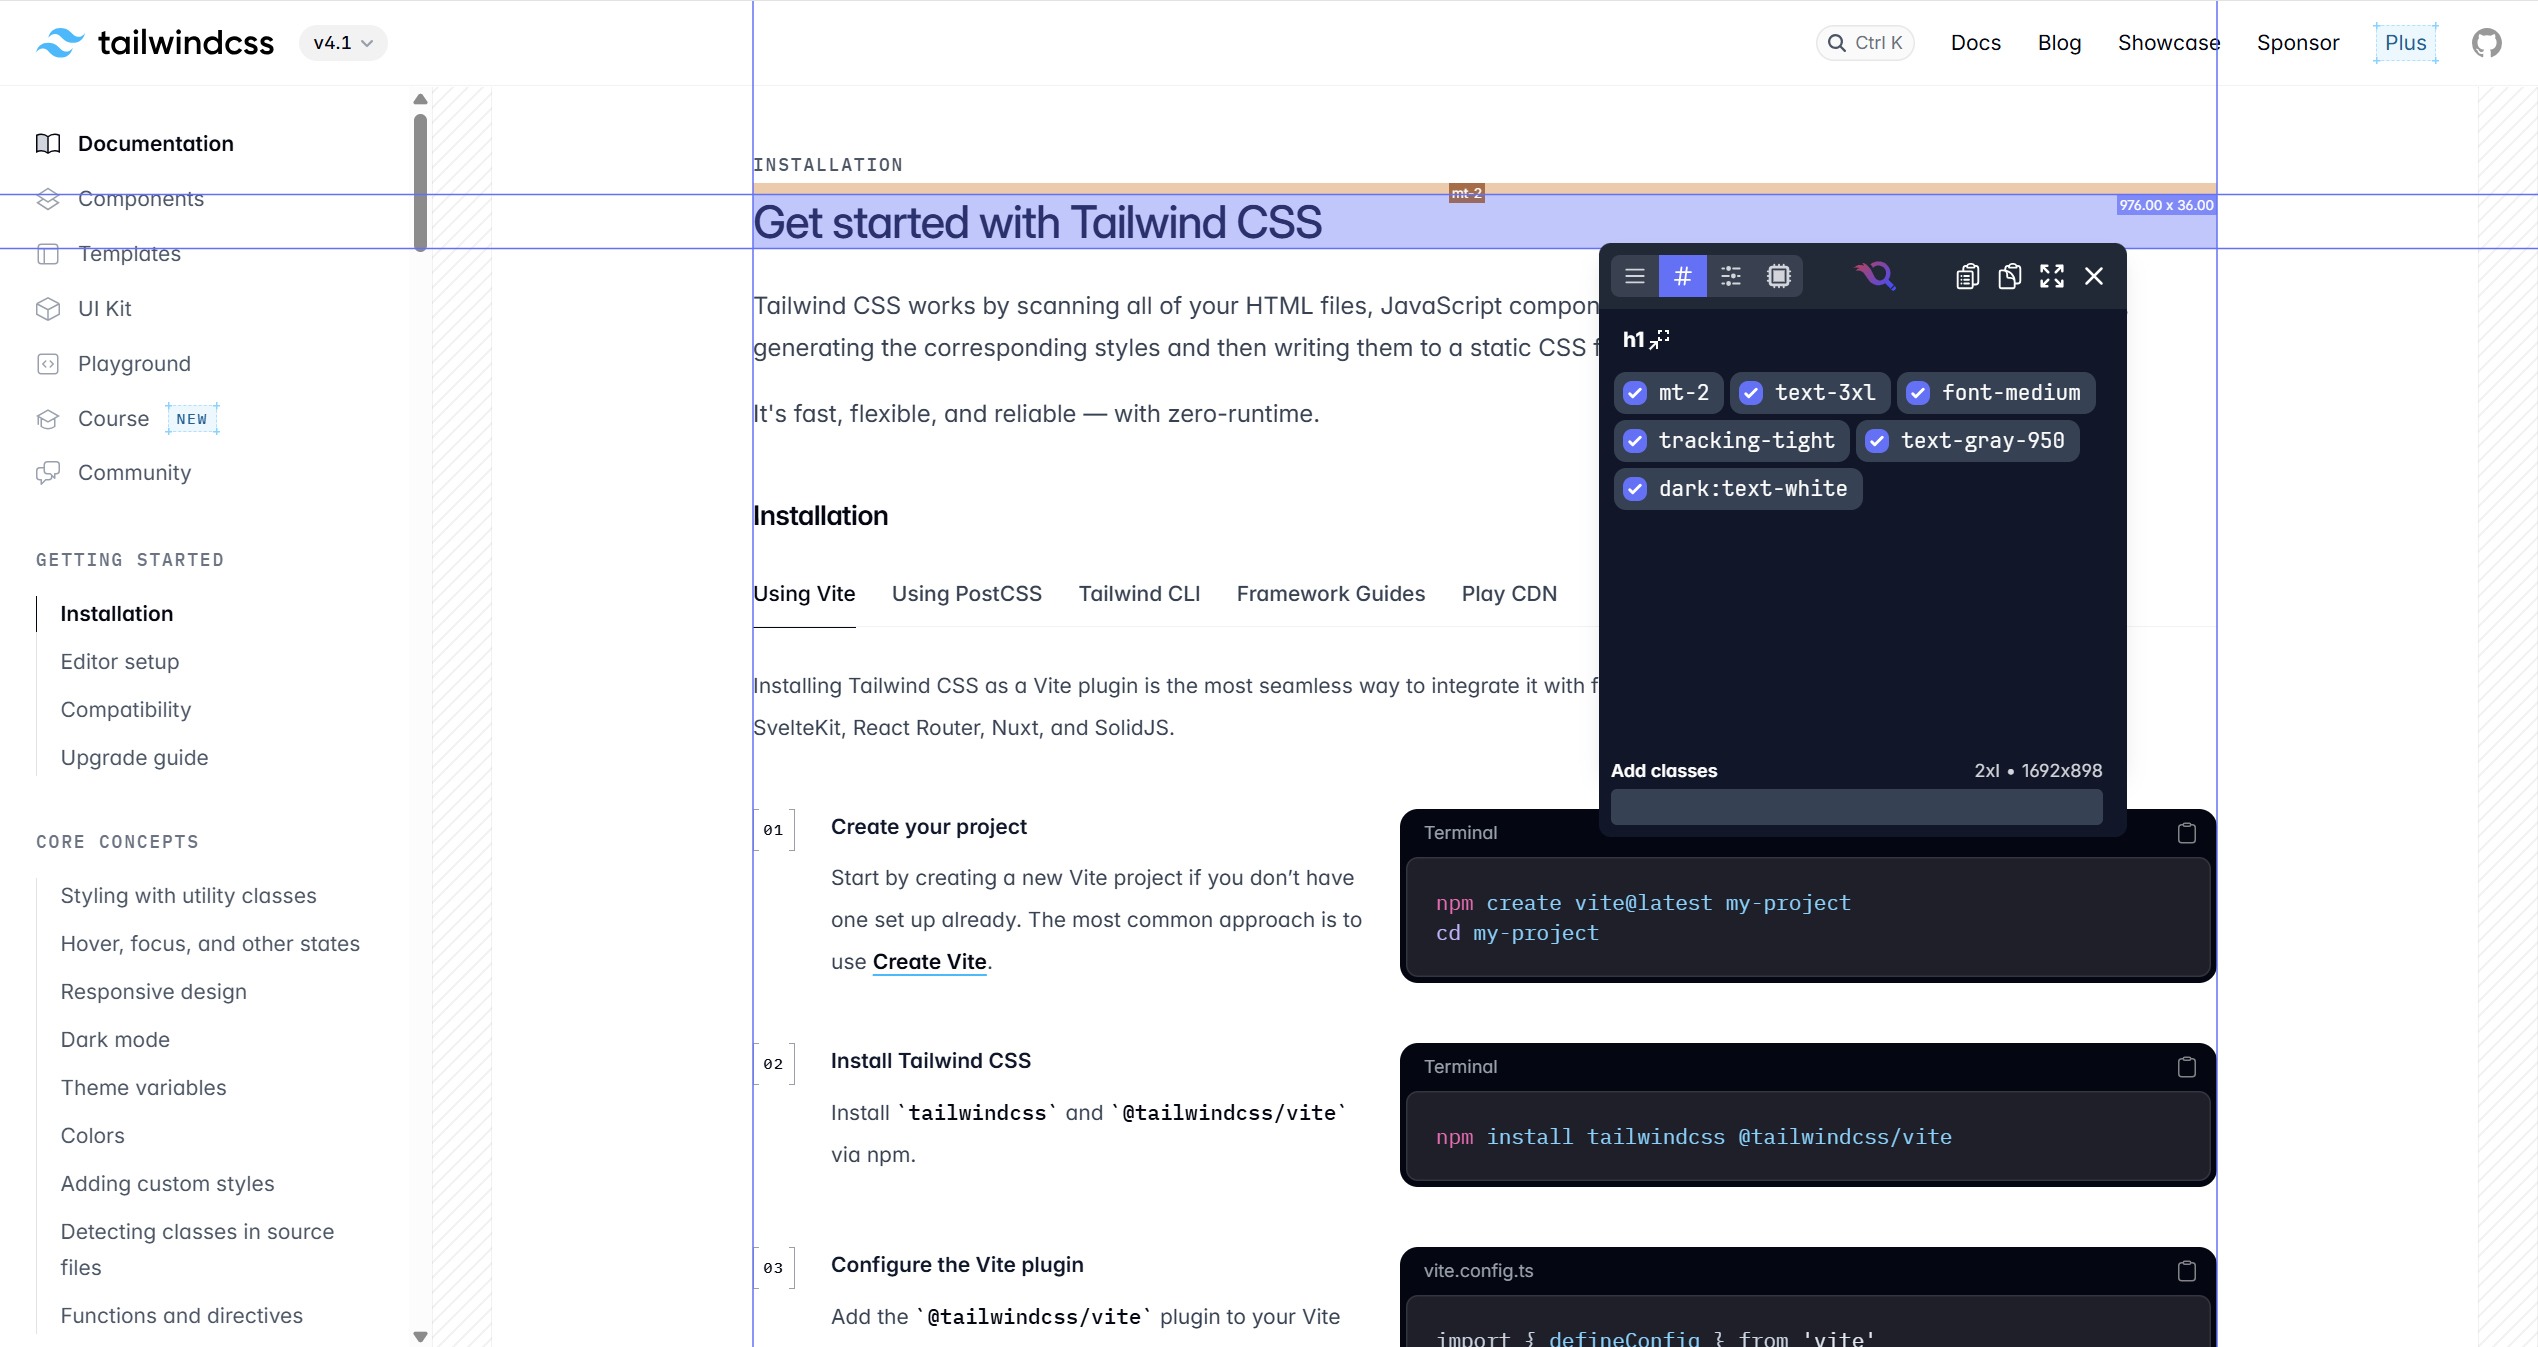 tailwindcss
v4.1
Ctrl K
Docs
Blog
Showcase
Sponsor
Plus
Documentation
Components
Templates
UI Kit
Playground
Course
NEW
Community
GETTING STARTED
Installation
Editor setup
Compatibility
Upgrade guide
CORE CONCEPTS
Styling with utility classes
Hover, focus, and other states
Responsive design
Dark mode
Theme variables
Colors
Adding custom styles
Detecting classes in source
files
Functions and directives
INSTALLATION
mt-2
976.00 x 36.00
Get started with Tailwind CSS
Tailwind CSS works by scanning all of your HTML files, JavaScript compon
generating the corresponding styles and then writing them to a static CSS f
It's fast, flexible, and reliable — with zero-runtime.
Installation
Using Vite
Using PostCSS
Tailwind CLI
Framework Guides
Play CDN
Installing Tailwind CSS as a Vite plugin is the most seamless way to integrate it with f
SvelteKit, React Router, Nuxt, and SolidJS.
01
Create your project
Start by creating a new Vite project if you don’t have
one set up already. The most common approach is to
use Create Vite.
Terminal
npm create vite@latest my-project
cd my-project
02
Install Tailwind CSS
Install `tailwindcss` and `@tailwindcss/vite`
via npm.
Terminal
npm install tailwindcss @tailwindcss/vite
03
Configure the Vite plugin
Add the `@tailwindcss/vite` plugin to your Vite
vite.config.ts
import { defineConfig } from 'vite'
#
h1
mt-2
text-3xl
font-medium
tracking-tight
text-gray-950
dark:text-white
Add classes
2xl • 1692x898